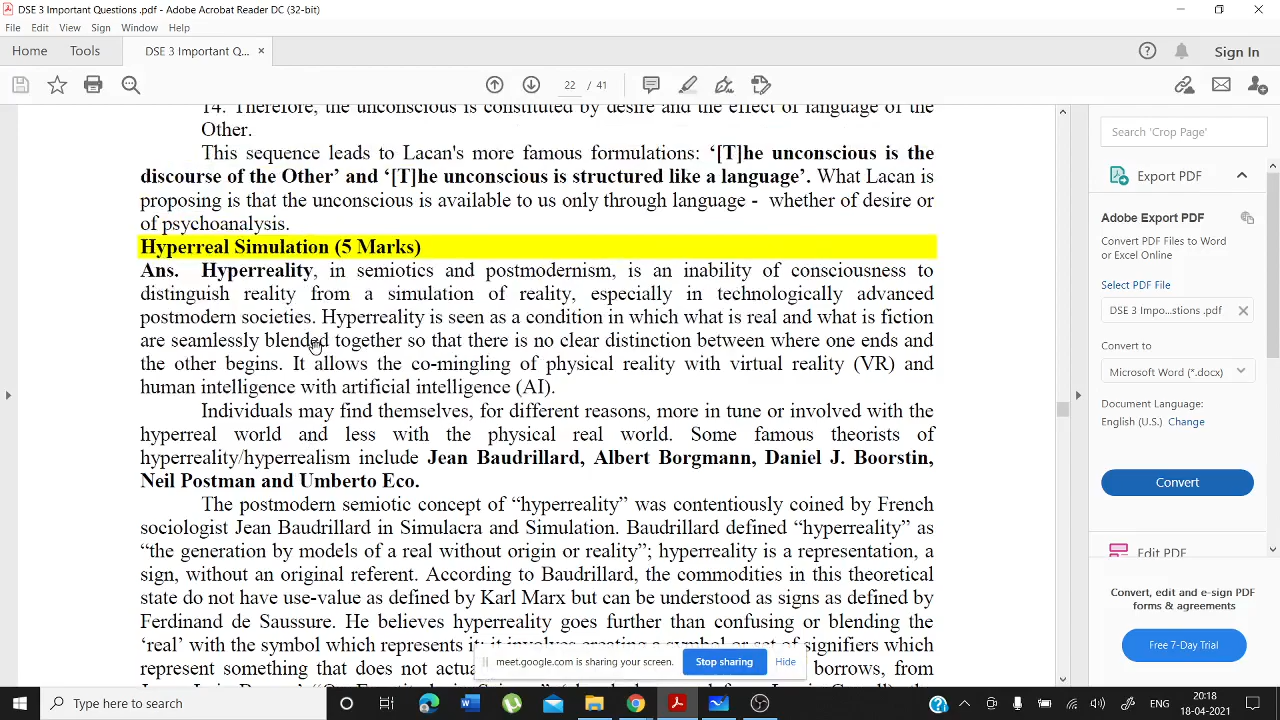 DSE 3 Important Questions .pdf - Adobe Acrobat Reader DC (32-bit)
File Edit View Sign Window Help
Home Tools DSE 3 Important Q... × Sign In
22 / 41
14. Therefore, the unconscious is constituted by desire and the effect of language of the
Other.
This sequence leads to Lacan's more famous formulations: ‘[T]he unconscious is the
discourse of the Other’ and ‘[T]he unconscious is structured like a language’. What Lacan is
proposing is that the unconscious is available to us only through language - whether of desire or
of psychoanalysis.
Hyperreal Simulation (5 Marks)
Ans. Hyperreality, in semiotics and postmodernism, is an inability of consciousness to
distinguish reality from a simulation of reality, especially in technologically advanced
postmodern societies. Hyperreality is seen as a condition in which what is real and what is fiction
are seamlessly blended together so that there is no clear distinction between where one ends and
the other begins. It allows the co-mingling of physical reality with virtual reality (VR) and
human intelligence with artificial intelligence (AI).
Individuals may find themselves, for different reasons, more in tune or involved with the
hyperreal world and less with the physical real world. Some famous theorists of
hyperreality/hyperrealism include Jean Baudrillard, Albert Borgmann, Daniel J. Boorstin,
Neil Postman and Umberto Eco.
The postmodern semiotic concept of “hyperreality” was contentiously coined by French
sociologist Jean Baudrillard in Simulacra and Simulation. Baudrillard defined “hyperreality” as
“the generation by models of a real without origin or reality”; hyperreality is a representation, a
sign, without an original referent. According to Baudrillard, the commodities in this theoretical
state do not have use-value as defined by Karl Marx but can be understood as signs as defined by
Ferdinand de Saussure. He believes hyperreality goes further than confusing or blending the
‘real’ with the symbol which represents it; it involves creating a symbol or set of signifiers which
represent something that does not borrows, from
meet.google.com is sharing your screen. Stop sharing Hide
Search 'Crop Page'
Export PDF
Adobe Export PDF
Convert PDF Files to Word
or Excel Online
Select PDF File
DSE 3 Impo...stions .pdf
Convert to
Microsoft Word (*.docx)
Document Language:
English (U.S.) Change
Convert
Edit PDF
Convert, edit and e-sign PDF
forms & agreements
Free 7-Day Trial
Type here to search
ENG
20:18
18-04-2021